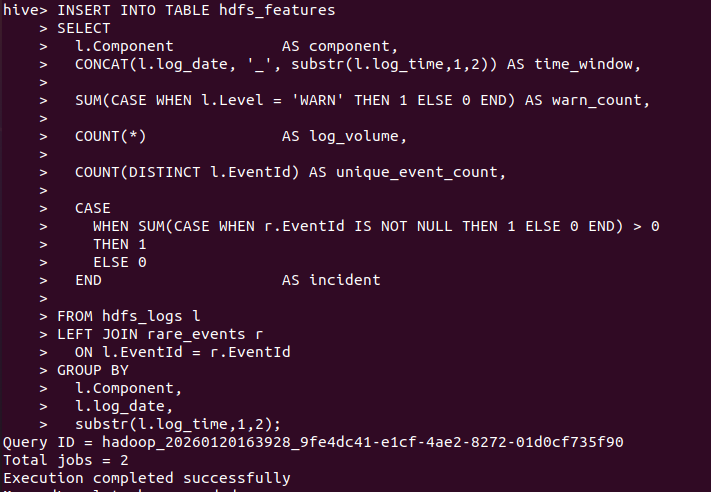 hive> INSERT INTO TABLE hdfs_features
    > SELECT
    >   l.Component            AS component,
    >   CONCAT(l.log_date, '_', substr(l.log_time,1,2)) AS time_window,
    >
    >   SUM(CASE WHEN l.Level = 'WARN' THEN 1 ELSE 0 END) AS warn_count,
    >
    >   COUNT(*)               AS log_volume,
    >
    >   COUNT(DISTINCT l.EventId) AS unique_event_count,
    >
    >   CASE
    >     WHEN SUM(CASE WHEN r.EventId IS NOT NULL THEN 1 ELSE 0 END) > 0
    >     THEN 1
    >     ELSE 0
    >   END                    AS incident
    >
    > FROM hdfs_logs l
    > LEFT JOIN rare_events r
    >   ON l.EventId = r.EventId
    > GROUP BY
    >   l.Component,
    >   l.log_date,
    >   substr(l.log_time,1,2);
Query ID = hadoop_20260120163928_9fe4dc41-e1cf-4ae2-8272-01d0cf735f90
Total jobs = 2
Execution completed successfully